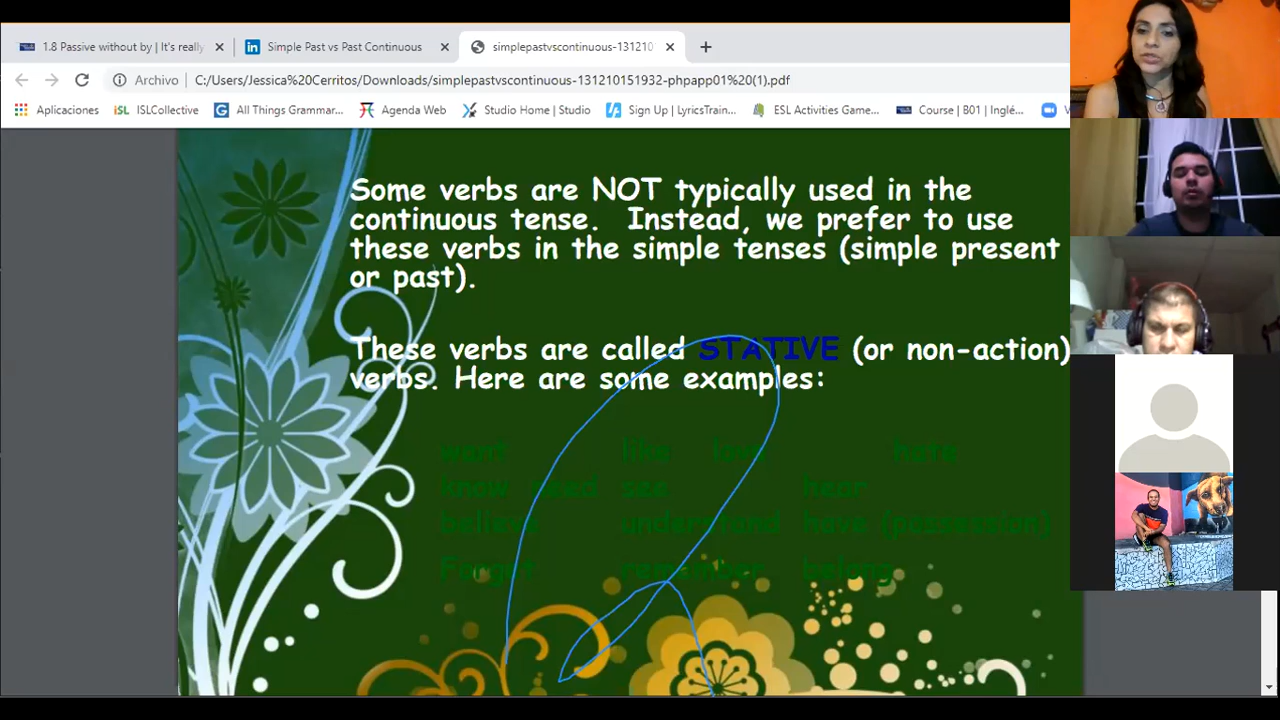 1.8 Passive without by | It's really
Simple Past vs Past Continuous
simplepastvscontinuous-131210
Archivo C:/Users/Jessica%20Cerritos/Downloads/simplepastvscontinuous-131210151932-phpapp01%20(1).pdf
Aplicaciones iSL ISLCollective All Things Grammar... Agenda Web Studio Home | Studio Sign Up | LyricsTrain... ESL Activities Game... Course | B01 | Inglé...
Some verbs are NOT typically used in the
continuous tense. Instead, we prefer to use
these verbs in the simple tenses (simple present
or past).
These verbs are called STATIVE (or non-action)
verbs. Here are some examples:
want like love hate
know need see hear
believe understand have (possession)
Forget remember belong